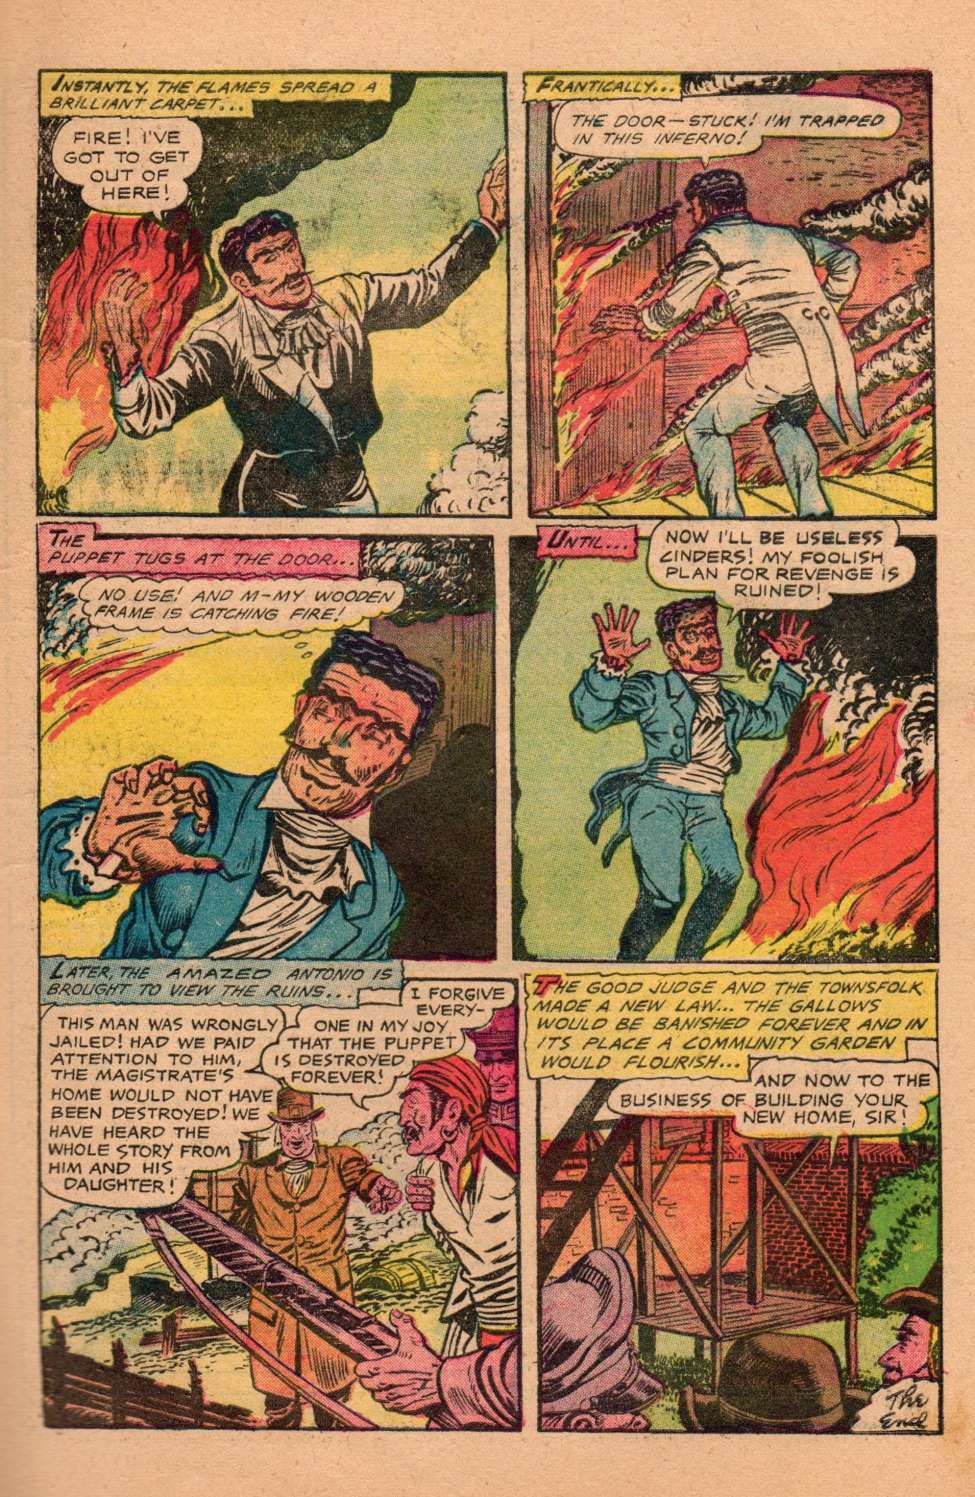 INSTANTLY, THE FLAMES SPREAD A
BRILLIANT CARPET...
FIRE! I'VE
GOT TO GET
OUT OF
HERE!
FRANTICALLY...
THE DOOR—STUCK! I'M TRAPPED
IN THIS INFERNO!
THE
PUPPET TUGS AT THE DOOR...
NO USE! AND M-MY WOODEN
FRAME IS CATCHING FIRE!
UNTIL...
NOW I'LL BE USELESS
CINDERS! MY FOOLISH
PLAN FOR REVENGE IS
RUINED!
LATER, THE AMAZED ANTONIO IS
BROUGHT TO VIEW THE RUINS...
THIS MAN WAS WRONGLY
JAILED! HAD WE PAID
ATTENTION TO HIM,
THE MAGISTRATE'S
HOME WOULD NOT HAVE
BEEN DESTROYED! WE
HAVE HEARD THE
WHOLE STORY FROM
HIM AND HIS
DAUGHTER!
I FORGIVE
EVERY-
ONE IN MY JOY
THAT THE PUPPET
IS DESTROYED
FOREVER!
THE GOOD JUDGE AND THE TOWNSFOLK
MADE A NEW LAW... THE GALLOWS
WOULD BE BANISHED FOREVER AND IN
ITS PLACE A COMMUNITY GARDEN
WOULD FLOURISH...
AND NOW TO THE
BUSINESS OF BUILDING YOUR
NEW HOME, SIR!
The
End